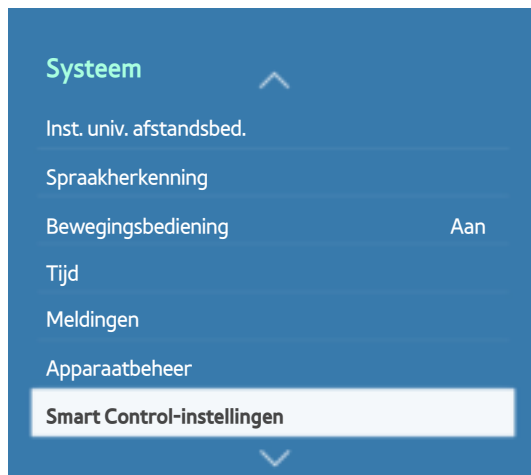 Systeem
Inst. univ. afstandsbed.
Spraakherkenning
Bewegingsbediening Aan
Tijd
Meldingen
Apparaatbeheer
Smart Control-instellingen